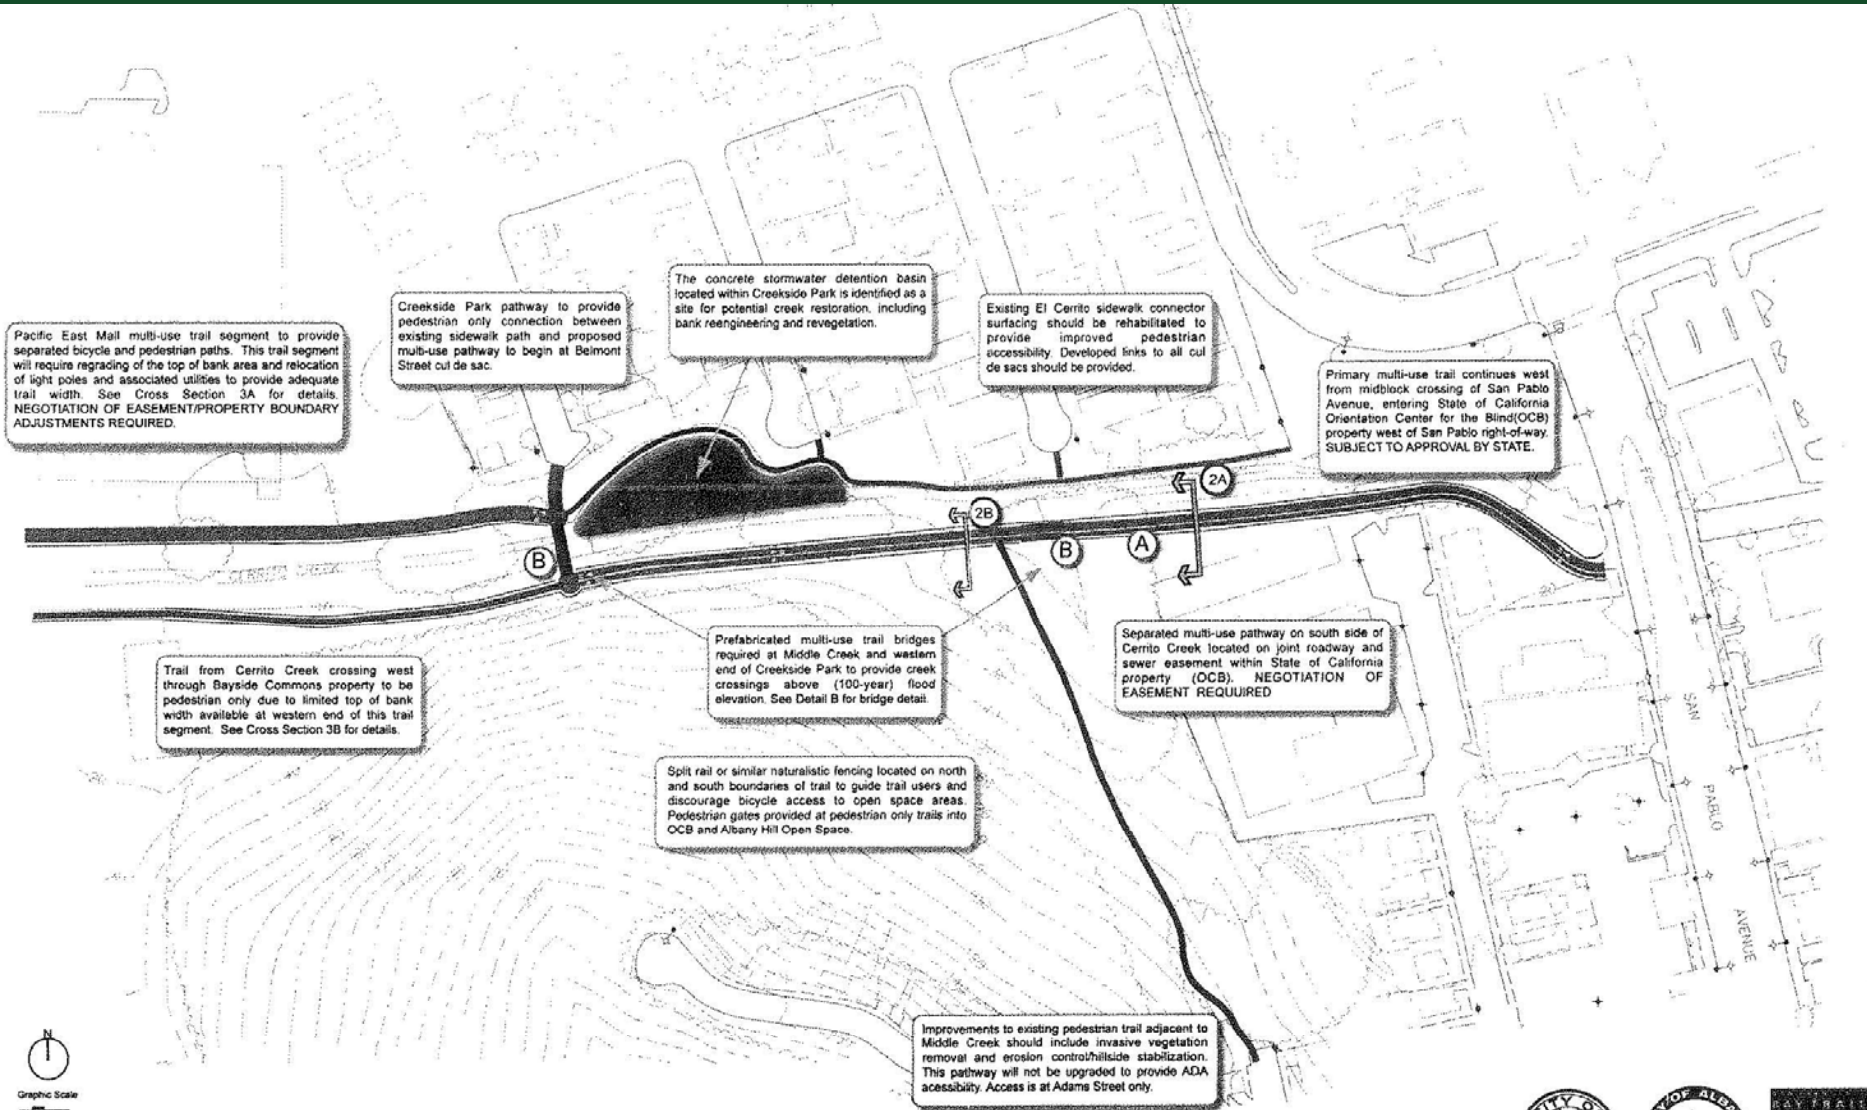 The concrete stormwater detention basin
located within Creekside Park is identified as a
site for potential creek restoration, including
bank reengineering and revegetation.
Creekside Park pathway to provide
pedestrian only connection between
existing sidewalk path and proposed
multi-use pathway to begin at Belmont
Street cul de sac.
Existing El Cerrito sidewalk connector
surfacing should be rehabilitated to
provide improved pedestrian
accessibility. Developed links to all cul
de sacs should be provided.
Pacific East Mall multi-use trail segment to provide
separated bicycle and pedestrian paths. This trail segment
will require regrading of the top of bank area and relocation
of light poles and associated utilities to provide adequate
trail width. See Cross Section 3A for details.
NEGOTIATION OF EASEMENT/PROPERTY BOUNDARY
ADJUSTMENTS REQUIRED.
Primary multi-use trail continues west
from midblock crossing of San Pablo
Avenue, entering State of California
Orientation Center for the Blind(OCB)
property west of San Pablo right-of-way.
SUBJECT TO APPROVAL BY STATE.
2A
2B
B
B
A
CERRITO CREEK
Prefabricated multi-use trail bridges
required at Middle Creek and western
end of Creekside Park to provide creek
crossings above (100-year) flood
elevation. See Detail B for bridge detail.
Separated multi-use pathway on south side of
Cerrito Creek located on joint roadway and
sewer easement within State of California
property (OCB). NEGOTIATION OF
EASEMENT REQUUIRED
Trail from Cerrito Creek crossing west
through Bayside Commons property to be
pedestrian only due to limited top of bank
width available at western end of this trail
segment. See Cross Section 3B for details.
Split rail or similar naturalistic fencing located on north
and south boundaries of trail to guide trail users and
discourage bicycle access to open space areas.
Pedestrian gates provided at pedestrian only trails into
OCB and Albany Hill Open Space.
SAN PABLO AVENUE
Improvements to existing pedestrian trail adjacent to
Middle Creek should include invasive vegetation
removal and erosion control/hillside stabilization.
This pathway will not be upgraded to provide ADA
acessibility. Access is at Adams Street only.
N
Graphic Scale
CITY O
Y OF ALBA
BAY TRAIL